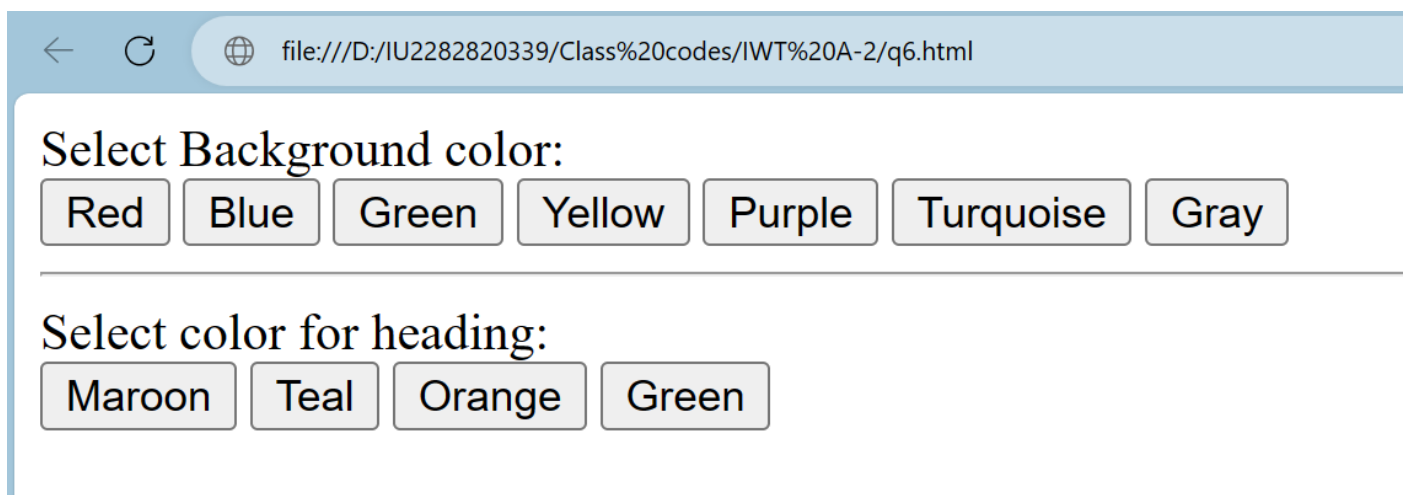 file:///D:/IU2282820339/Class%20codes/IWT%20A-2/q6.html
Select Background color:
Red Blue Green Yellow Purple Turquoise Gray
Select color for heading:
Maroon Teal Orange Green